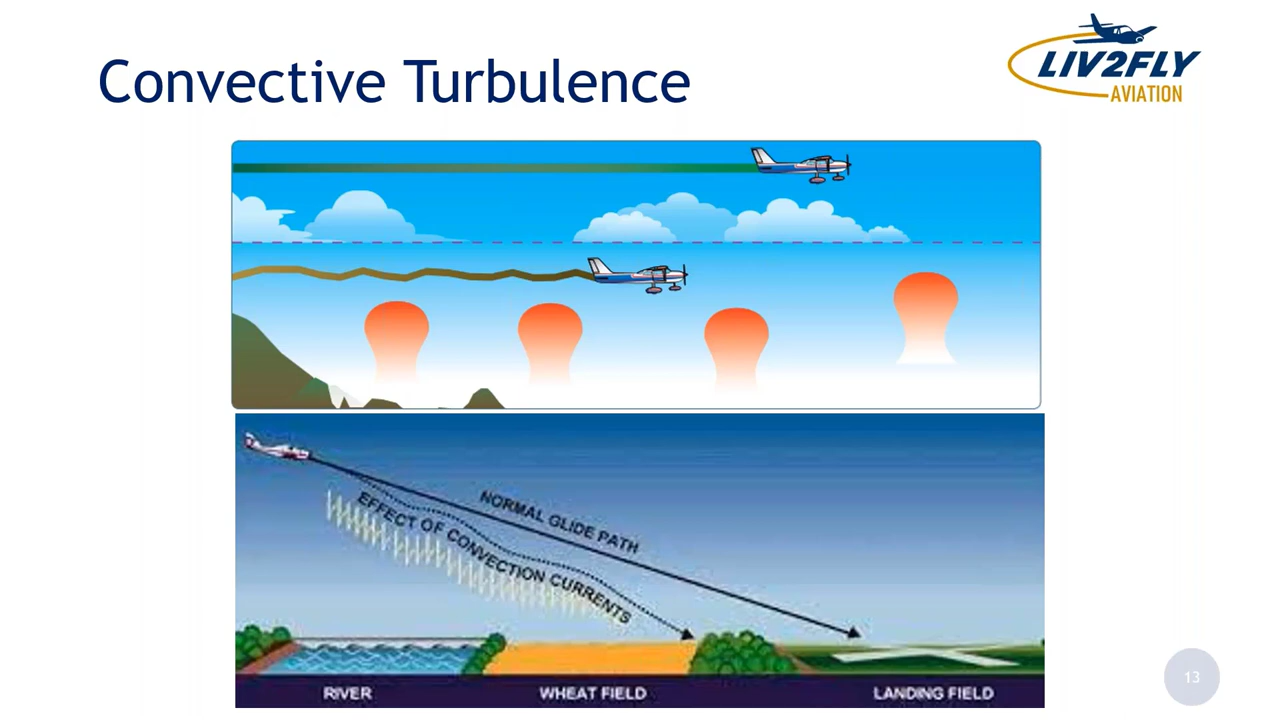 Convective Turbulence
LIV2FLY
AVIATION
NORMAL GLIDE PATH
EFFECT OF CONVECTION CURRENTS
RIVER
WHEAT FIELD
LANDING FIELD
13